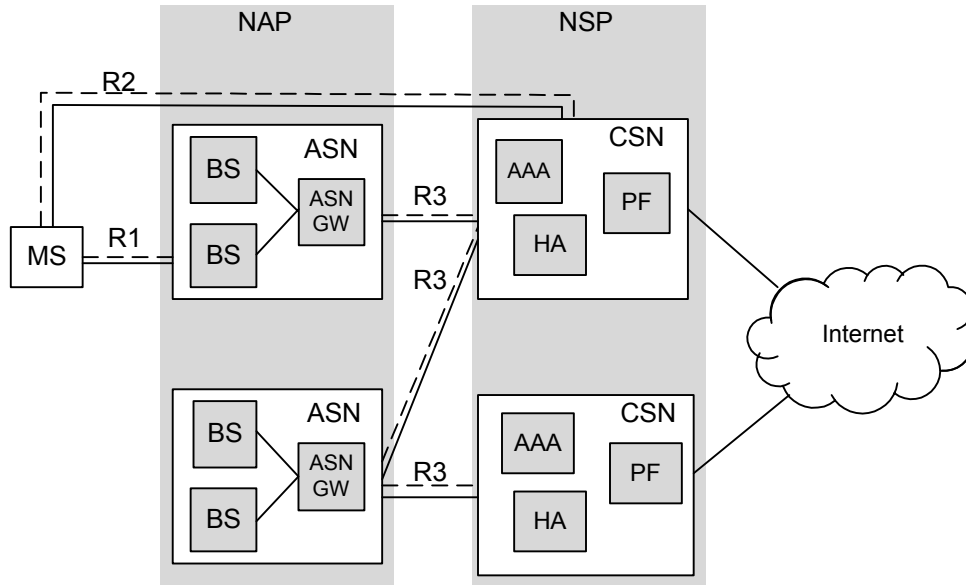 NAP
NSP
R2
ASN
BS
ASN
GW
BS
CSN
AAA
PF
HA
R3
MS
R1
R3
Internet
ASN
BS
ASN
GW
BS
R3
CSN
AAA
PF
HA